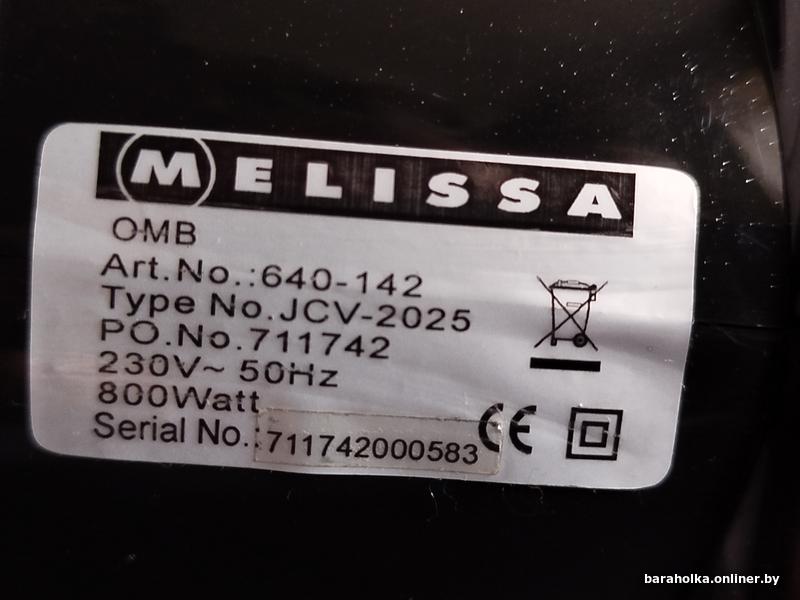 MELISSA
OMB
Art.No.:640-142
Type No.JCV-2025
PO.No.711742
230V~ 50Hz
800Watt
Serial No.:711742000583
CE
baraholka.onliner.by